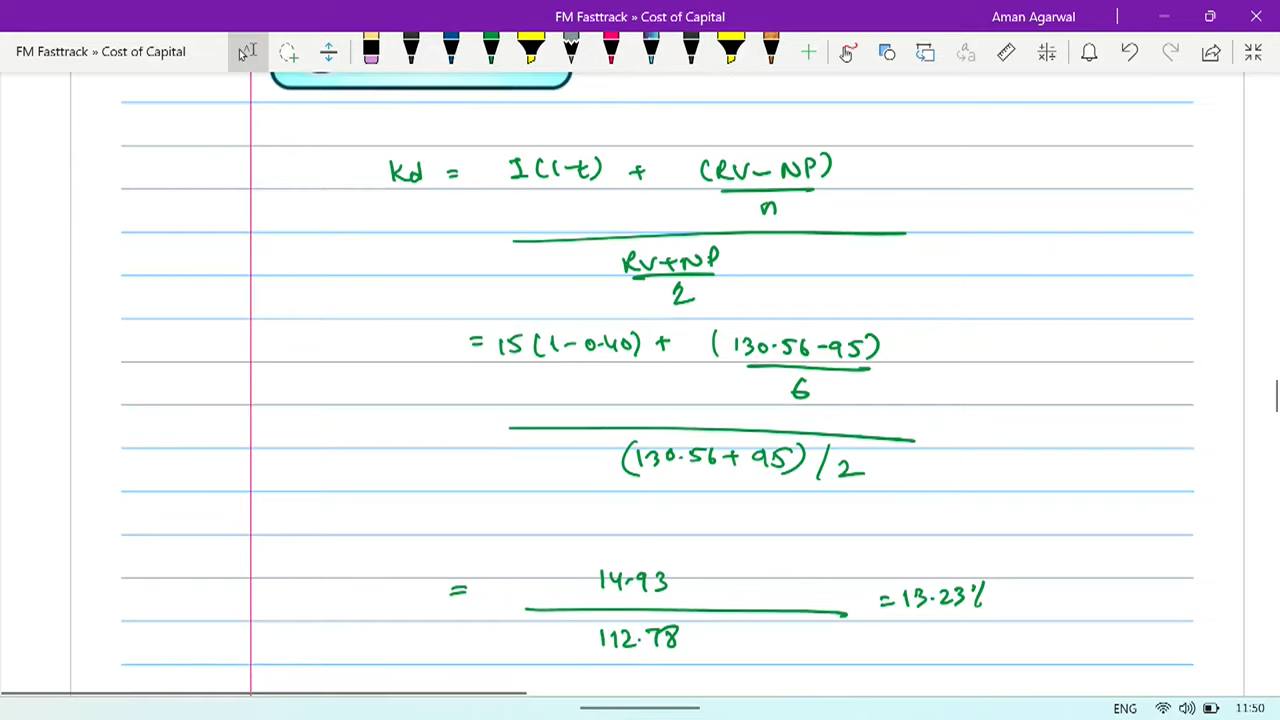 FM Fasttrack » Cost of Capital
Aman Agarwal
FM Fasttrack » Cost of Capital
Kd = I(1-t) + (RV-NP)
n
RV+NP
2
= 15(1-0.40) + (130.56-95)
6
(130.56+95)/2
= 14.93 = 13.23%
112.78
ENG 11:50